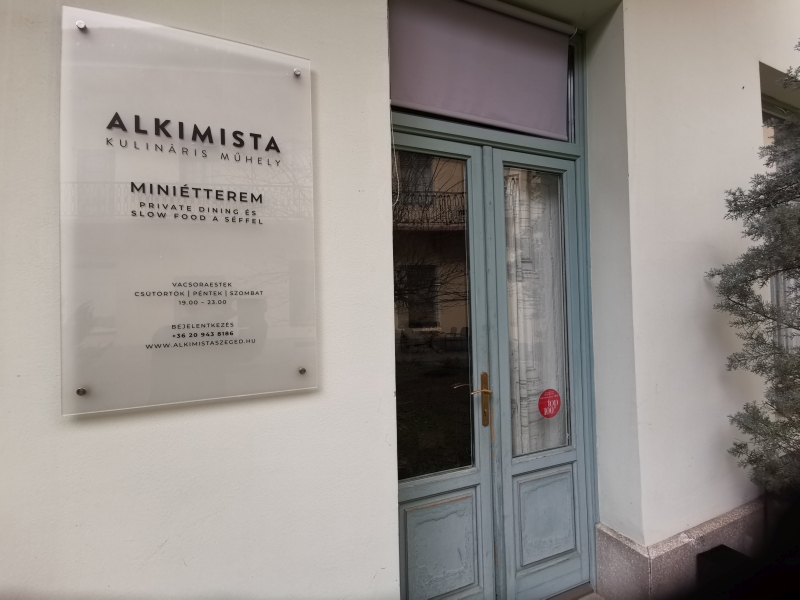 ALKIMISTA
KULINÁRIS MŰHELY
MINIÉTTEREM
PRIVATE DINING ÉS
SLOW FOOD A SÉFFEL
VACSORAESTEK
CSÜTÖRTÖK | PÉNTEK | SZOMBAT
19.00 – 23.00
BEJELENTKEZÉS
+36 20 943 8186
WWW.ALKIMISTASZEGED.HU
100